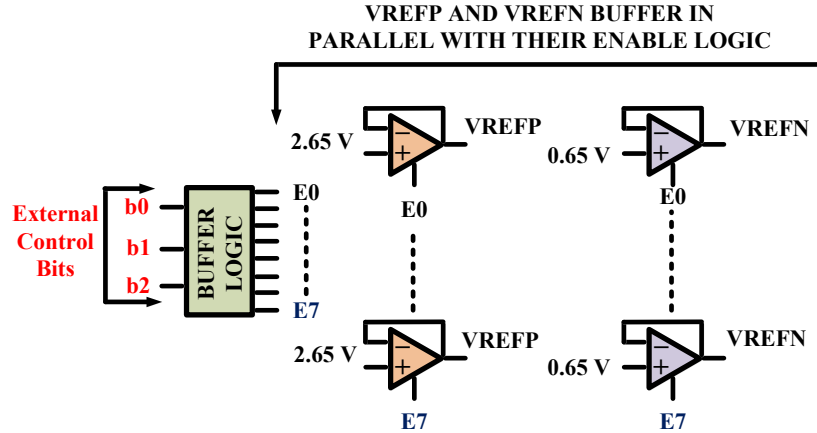 VREFP AND VREFN BUFFER IN
PARALLEL WITH THEIR ENABLE LOGIC
External
Control
Bits
b0
b1
b2
BUFFER
LOGIC
E0
E7
2.65 V
−
+
VREFP
E0
0.65 V
−
+
VREFN
E0
2.65 V
−
+
VREFP
E7
0.65 V
−
+
VREFN
E7